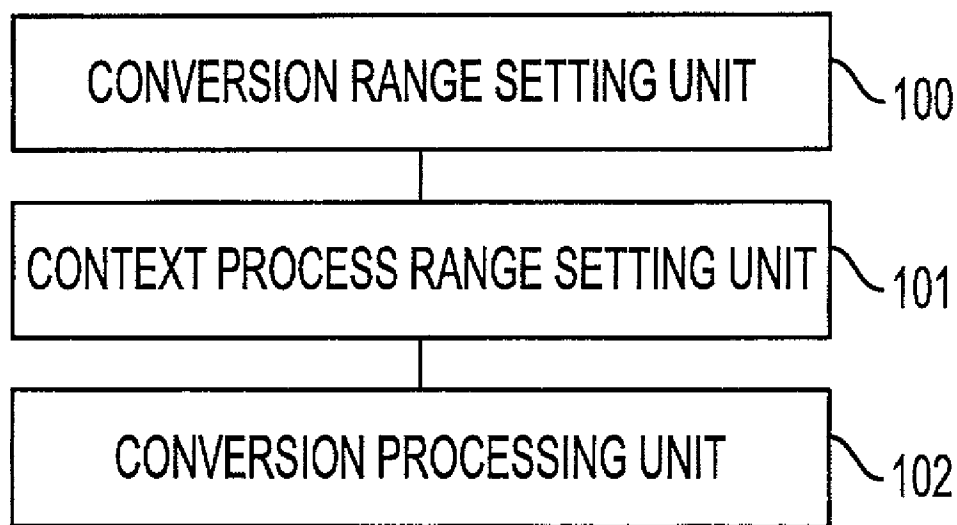 CONVERSION RANGE SETTING UNIT
100
CONTEXT PROCESS RANGE SETTING UNIT
101
CONVERSION PROCESSING UNIT
102